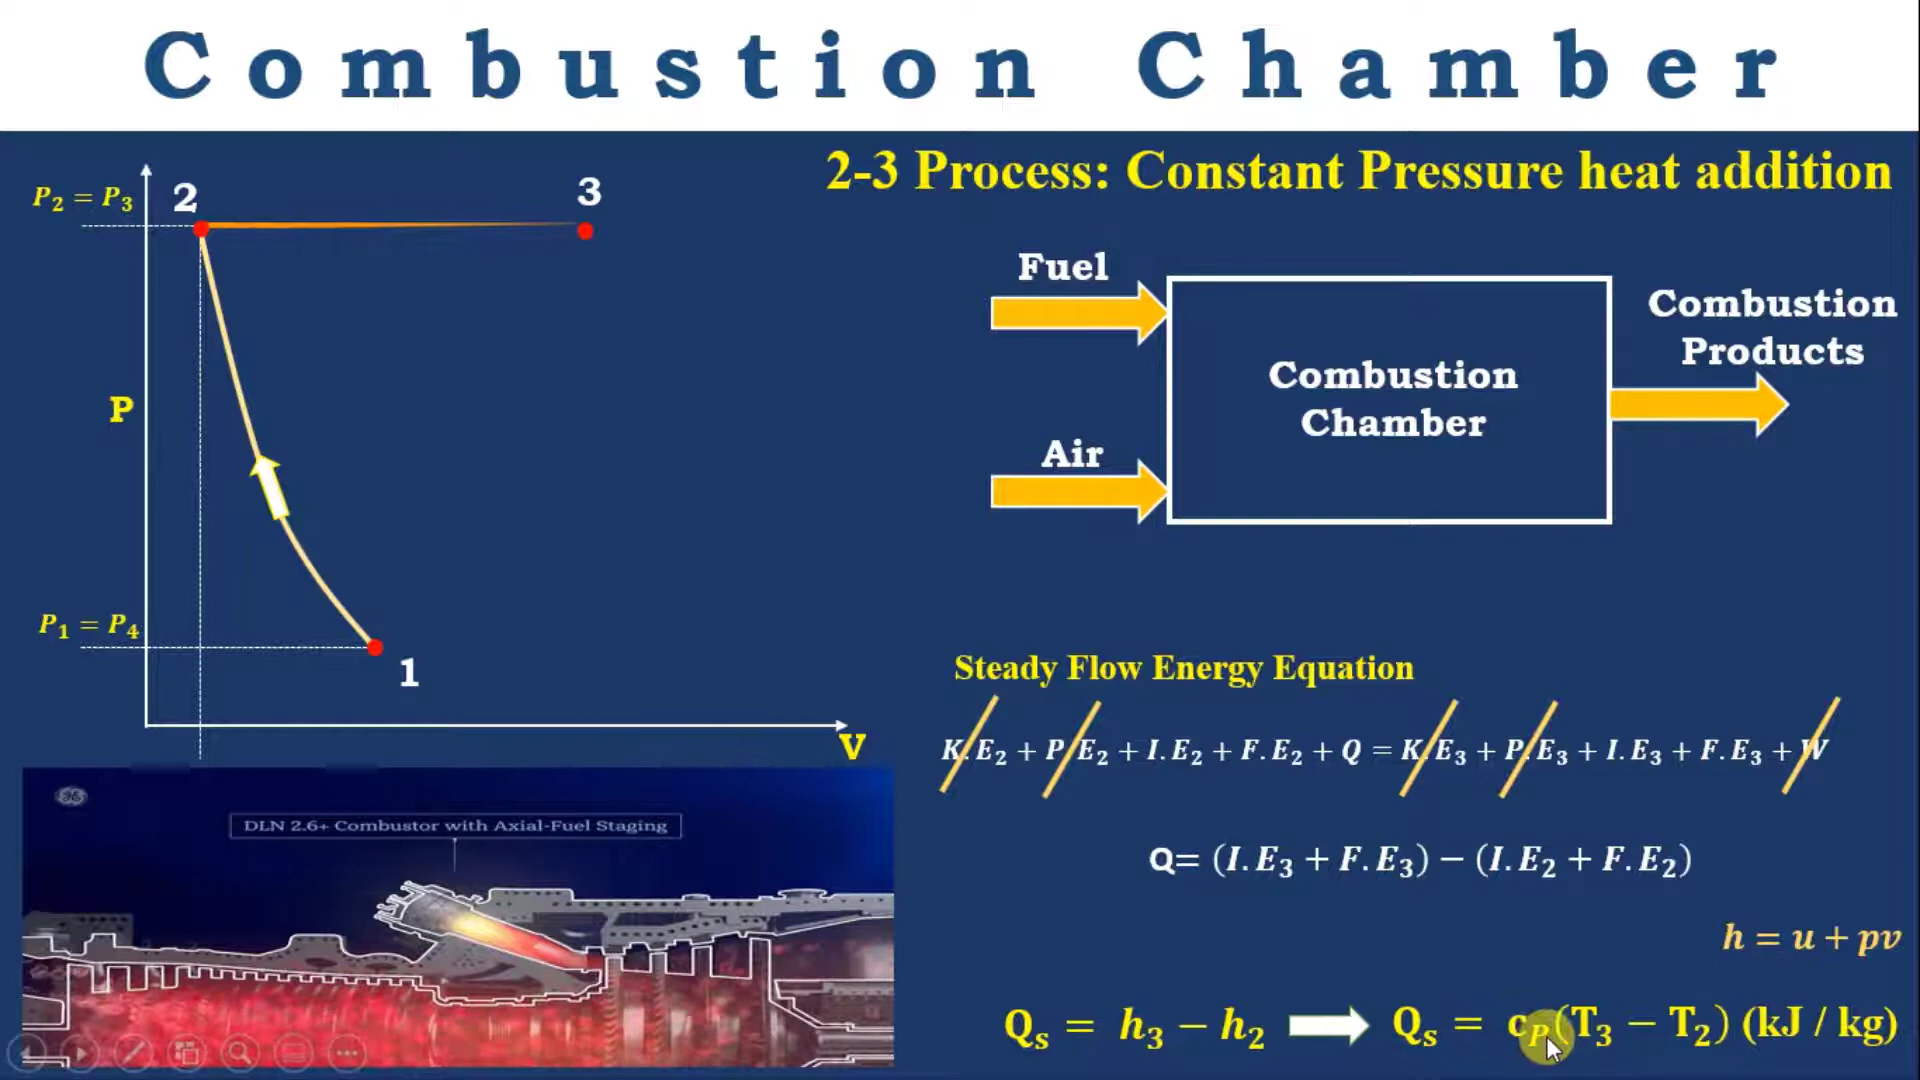 Combustion Chamber
2-3 Process: Constant Pressure heat addition
P₂ = P₃
2
3
P
P₁ = P₄
1
V
Fuel
Air
Combustion
Chamber
Combustion
Products
Steady Flow Energy Equation
K.E₂ + P.E₂ + I.E₂ + F.E₂ + Q = K.E₃ + P.E₃ + I.E₃ + F.E₃ + W
Q= (I.E₃ + F.E₃) − (I.E₂ + F.E₂)
h = u + pv
Qₛ = h₃ − h₂
Qₛ = c_P(T₃ − T₂) (kJ / kg)
DLN 2.6+ Combustor with Axial-Fuel Staging